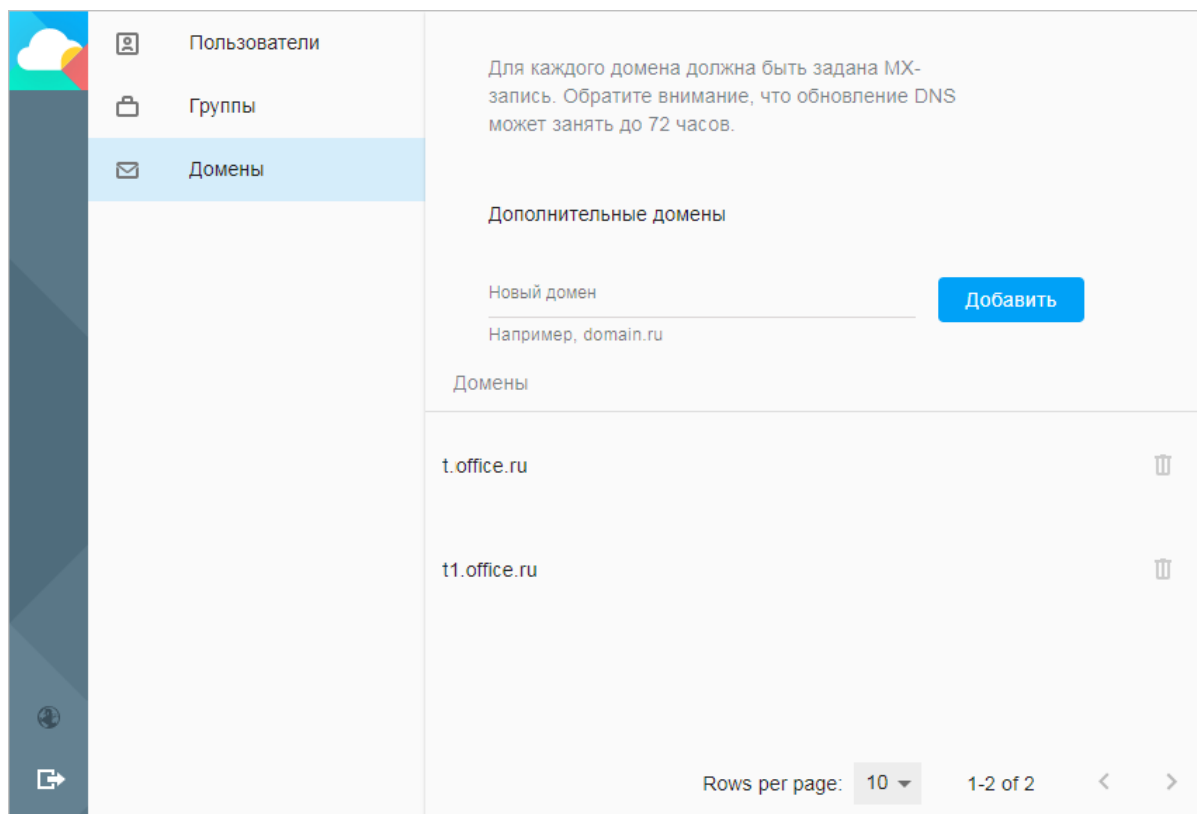 Пользователи
Группы
Домены
Для каждого домена должна быть задана MX-
запись. Обратите внимание, что обновление DNS
может занять до 72 часов.
Дополнительные домены
Новый домен
Добавить
Например, domain.ru
Домены
t.office.ru
t1.office.ru
Rows per page: 10 1-2 of 2